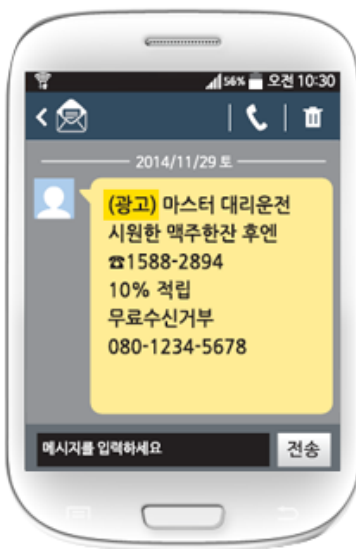 56% 오전 10:30
2014/11/29 토
(광고) 마스터 대리운전
시원한 맥주한잔 후엔
☎1588-2894
10% 적립
무료수신거부
080-1234-5678
메시지를 입력하세요 전송